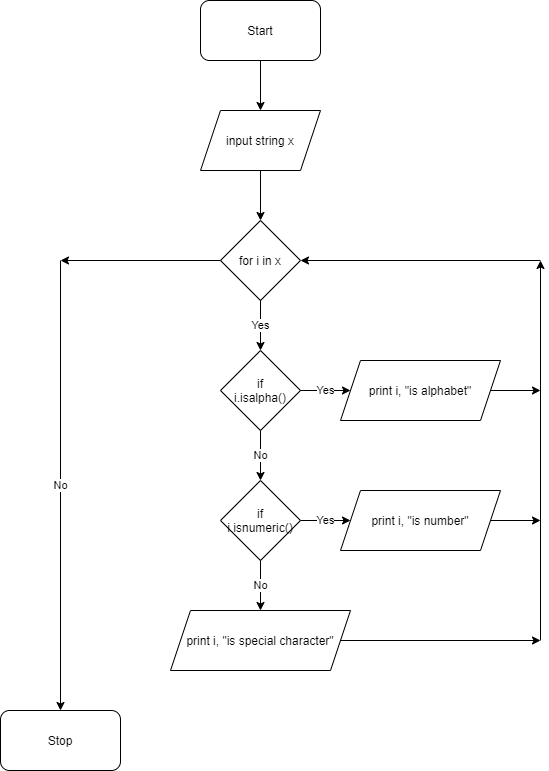 Start
input string x
for i in x
Yes
if
i.isalpha()
Yes
print i, "is alphabet"
No
No
if
i.isnumeric()
Yes
print i, "is number"
No
print i, "is special character"
Stop